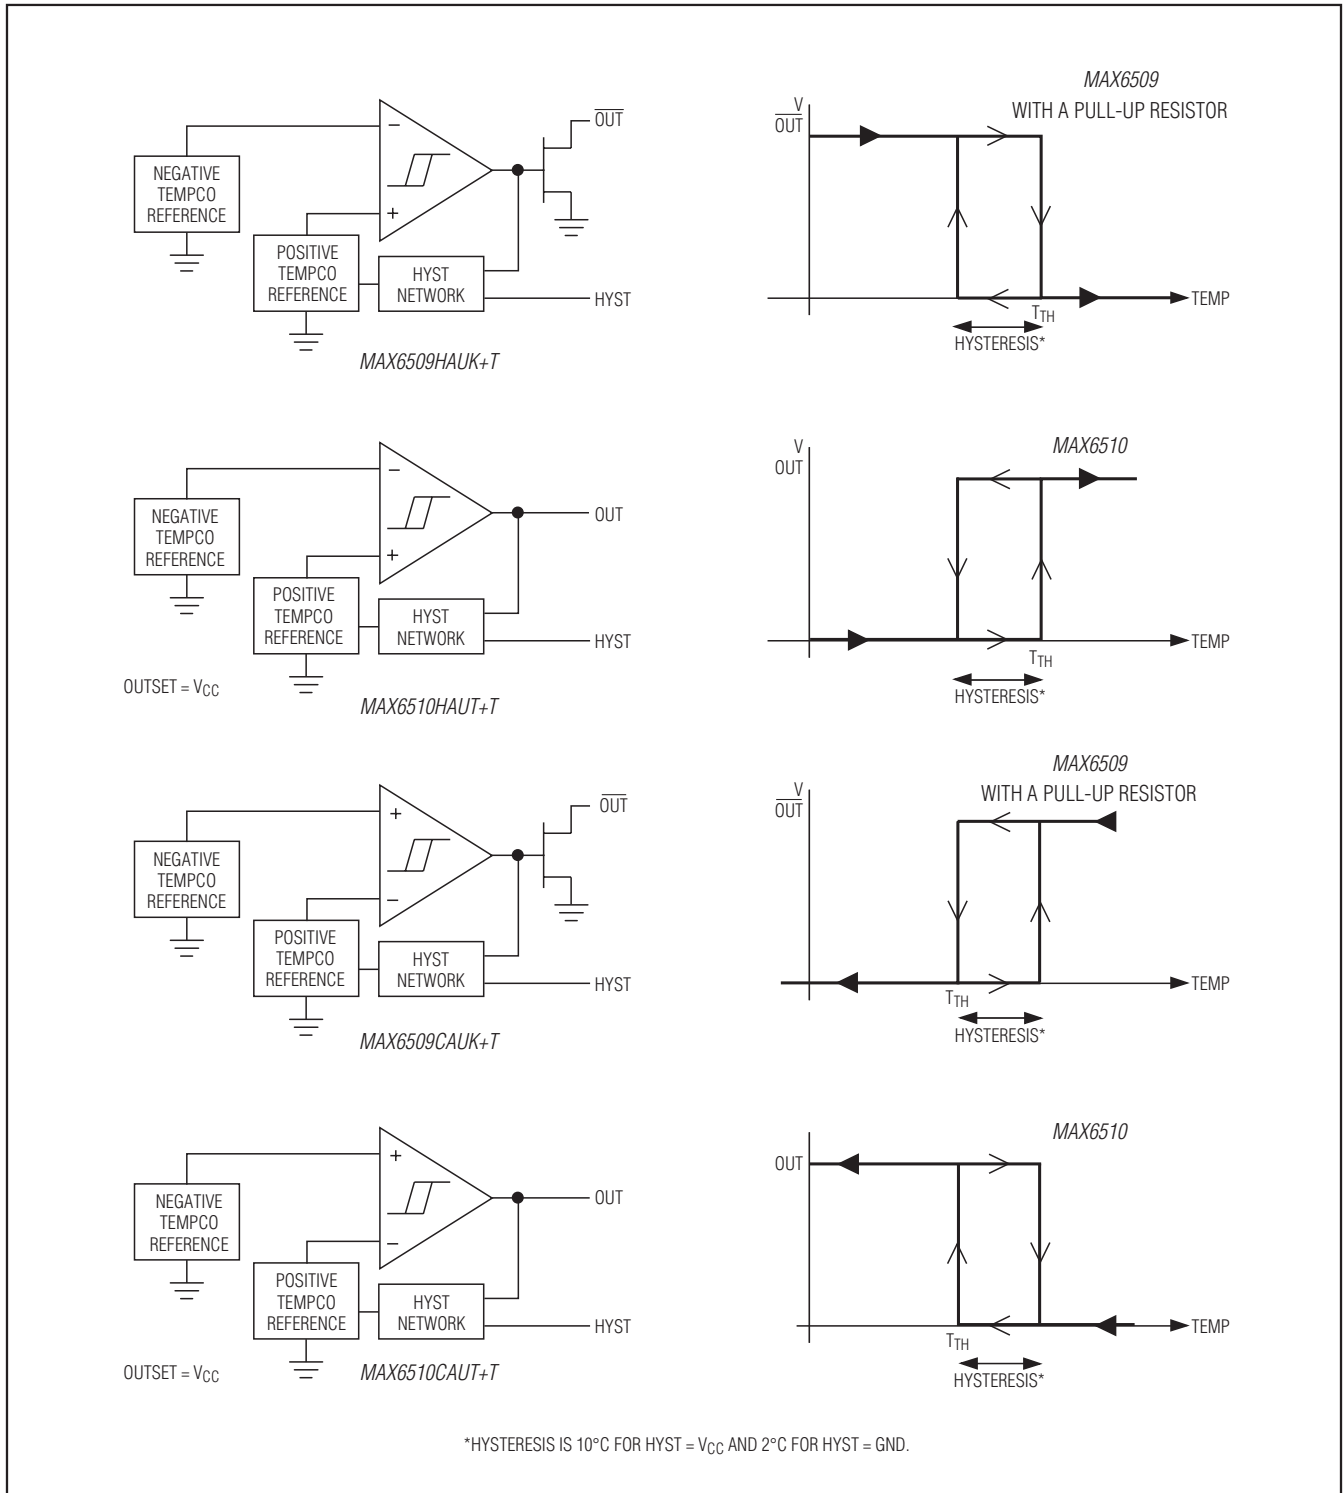 MAX6509
WITH A PULL-UP RESISTOR
NEGATIVE
TEMPCO
REFERENCE
−
+
OUT
POSITIVE
TEMPCO
REFERENCE
HYST
NETWORK
HYST
MAX6509HAUK+T
V
OUT
TEMP
TTH
HYSTERESIS*
NEGATIVE
TEMPCO
REFERENCE
−
+
OUT
POSITIVE
TEMPCO
REFERENCE
HYST
NETWORK
HYST
OUTSET = VCC
MAX6510HAUT+T
MAX6510
V
OUT
TEMP
TTH
HYSTERESIS*
NEGATIVE
TEMPCO
REFERENCE
+
−
OUT
POSITIVE
TEMPCO
REFERENCE
HYST
NETWORK
HYST
MAX6509CAUK+T
MAX6509
WITH A PULL-UP RESISTOR
V
OUT
TEMP
TTH
HYSTERESIS*
NEGATIVE
TEMPCO
REFERENCE
+
−
OUT
POSITIVE
TEMPCO
REFERENCE
HYST
NETWORK
HYST
OUTSET = VCC
MAX6510CAUT+T
MAX6510
OUT
TEMP
TTH
HYSTERESIS*
*HYSTERESIS IS 10°C FOR HYST = VCC AND 2°C FOR HYST = GND.